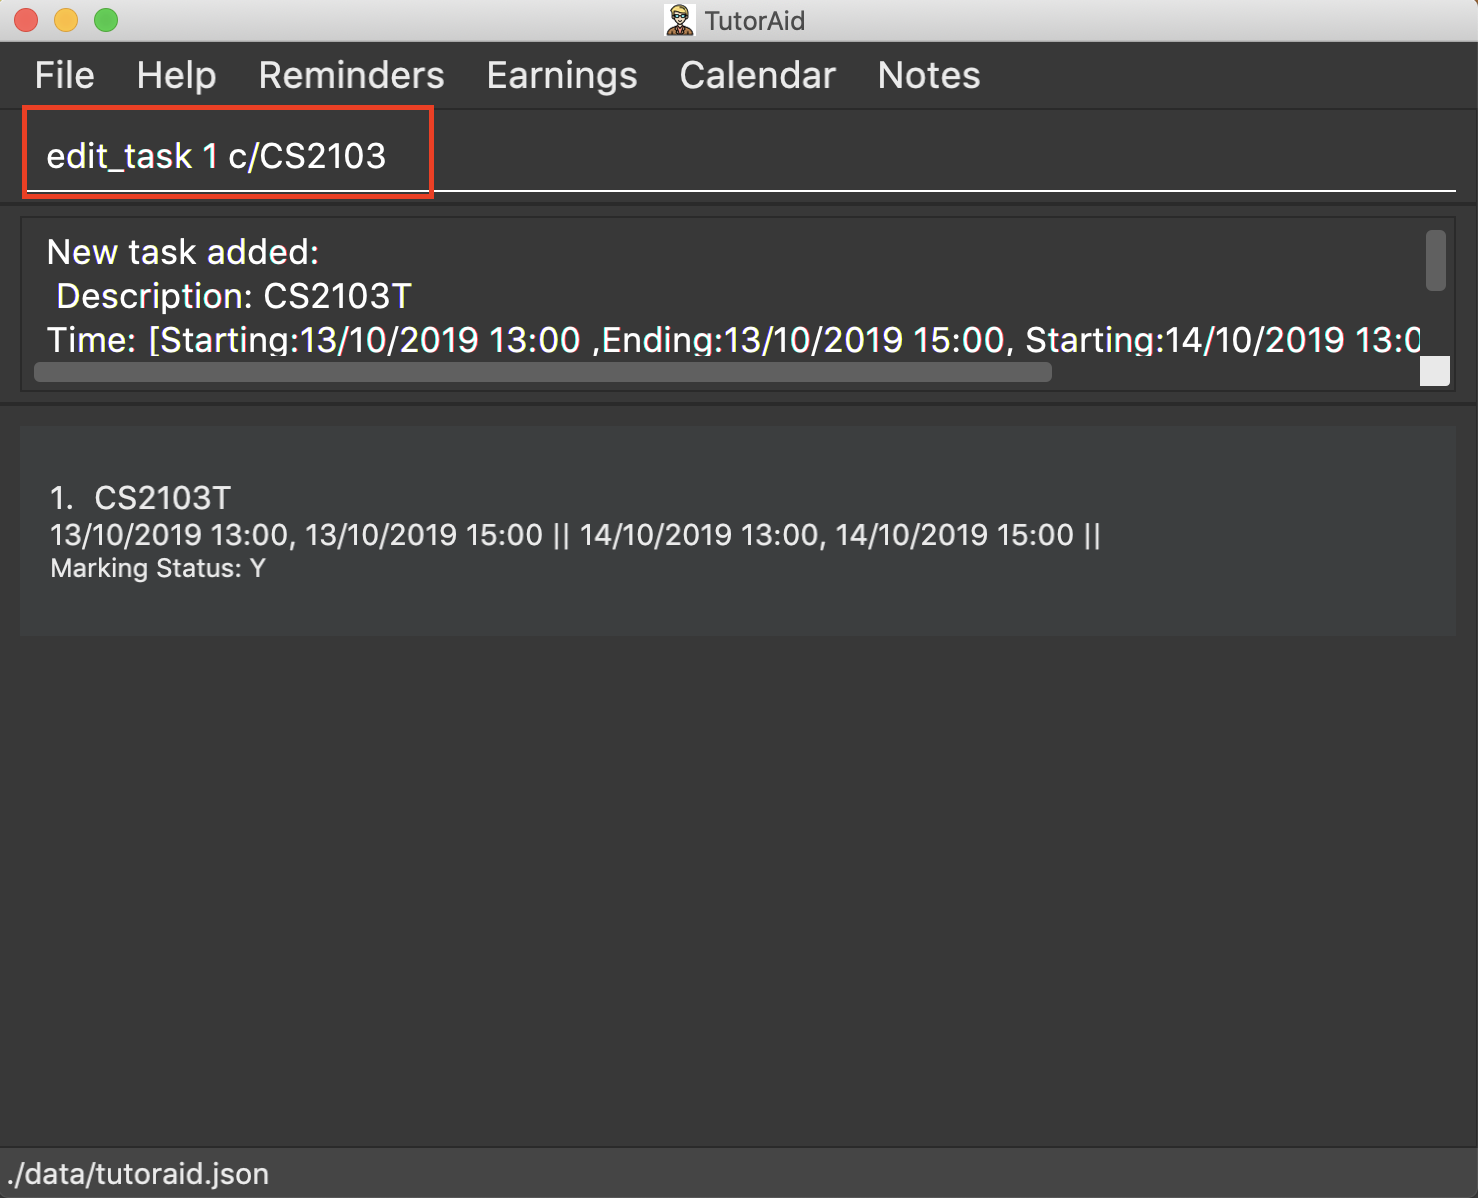 TutorAid
File Help Reminders Earnings Calendar Notes
edit_task 1 c/CS2103
New task added:
Description: CS2103T
Time: [Starting:13/10/2019 13:00 ,Ending:13/10/2019 15:00, Starting:14/10/2019 13:0
1. CS2103T
13/10/2019 13:00, 13/10/2019 15:00 || 14/10/2019 13:00, 14/10/2019 15:00 ||
Marking Status: Y
./data/tutoraid.json